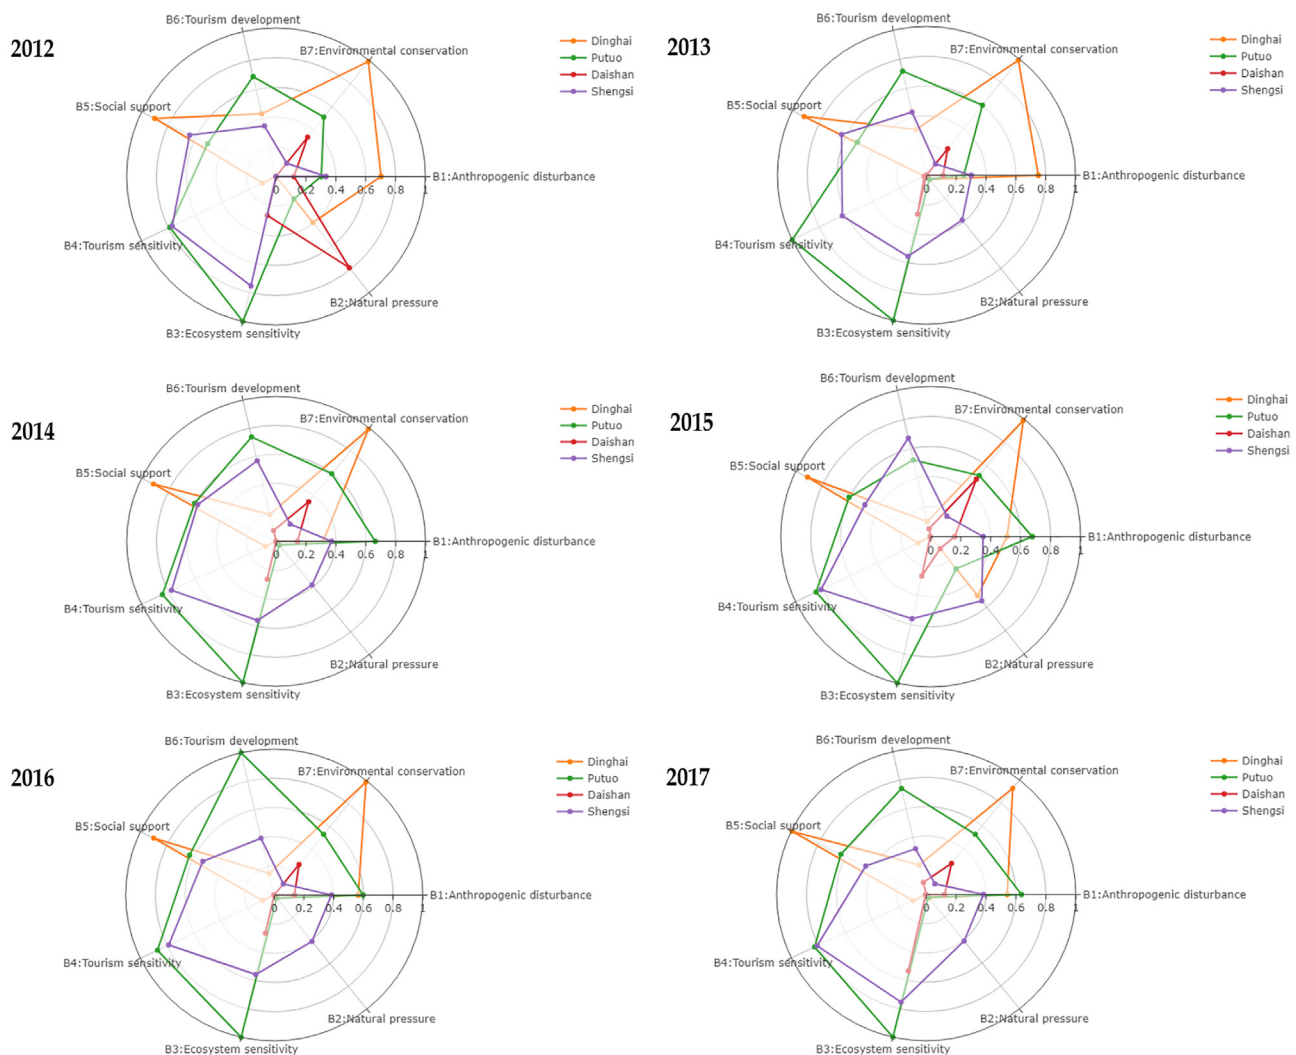 2012
B6:Tourism development
B7:Environmental conservation
B5:Social support
B1:Anthropogenic disturbance
0 0.2 0.4 0.6 0.8 1
B4:Tourism sensitivity
B2:Natural pressure
B3:Ecosystem sensitivity
Dinghai
Putuo
Daishan
Shengsi
2013
B6:Tourism development
B7:Environmental conservation
B5:Social support
B1:Anthropogenic disturbance
0 0.2 0.4 0.6 0.8 1
B4:Tourism sensitivity
B2:Natural pressure
B3:Ecosystem sensitivity
Dinghai
Putuo
Daishan
Shengsi
2014
B6:Tourism development
B7:Environmental conservation
B5:Social support
B1:Anthropogenic disturbance
0 0.2 0.4 0.6 0.8 1
B4:Tourism sensitivity
B2:Natural pressure
B3:Ecosystem sensitivity
Dinghai
Putuo
Daishan
Shengsi
2015
B6:Tourism development
B7:Environmental conservation
B5:Social support
B1:Anthropogenic disturbance
0 0.2 0.4 0.6 0.8 1
B4:Tourism sensitivity
B2:Natural pressure
B3:Ecosystem sensitivity
Dinghai
Putuo
Daishan
Shengsi
2016
B6:Tourism development
B7:Environmental conservation
B5:Social support
B1:Anthropogenic disturbance
0 0.2 0.4 0.6 0.8 1
B4:Tourism sensitivity
B2:Natural pressure
B3:Ecosystem sensitivity
Dinghai
Putuo
Daishan
Shengsi
2017
B6:Tourism development
B7:Environmental conservation
B5:Social support
B1:Anthropogenic disturbance
0 0.2 0.4 0.6 0.8 1
B4:Tourism sensitivity
B2:Natural pressure
B3:Ecosystem sensitivity
Dinghai
Putuo
Daishan
Shengsi